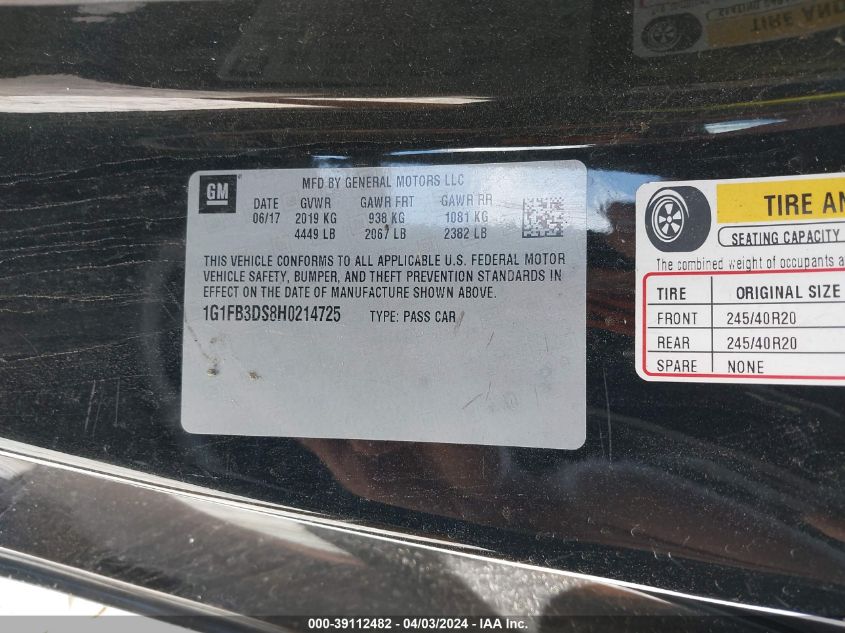 TIRE AND
SEATING
GM
MFD BY GENERAL MOTORS LLC
DATE GVWR GAWR FRT GAWR RR
06/17 2019 KG 938 KG 1081 KG
4449 LB 2067 LB 2382 LB
THIS VEHICLE CONFORMS TO ALL APPLICABLE U.S. FEDERAL MOTOR
VEHICLE SAFETY, BUMPER, AND THEFT PREVENTION STANDARDS IN
EFFECT ON THE DATE OF MANUFACTURE SHOWN ABOVE.
1G1FB3DS8H0214725 TYPE: PASS CAR
TIRE AN
SEATING CAPACITY
The combined weight of occupants a
TIRE ORIGINAL SIZE
FRONT 245/40R20
REAR 245/40R20
SPARE NONE
000-39112482 - 04/03/2024 - IAA Inc.